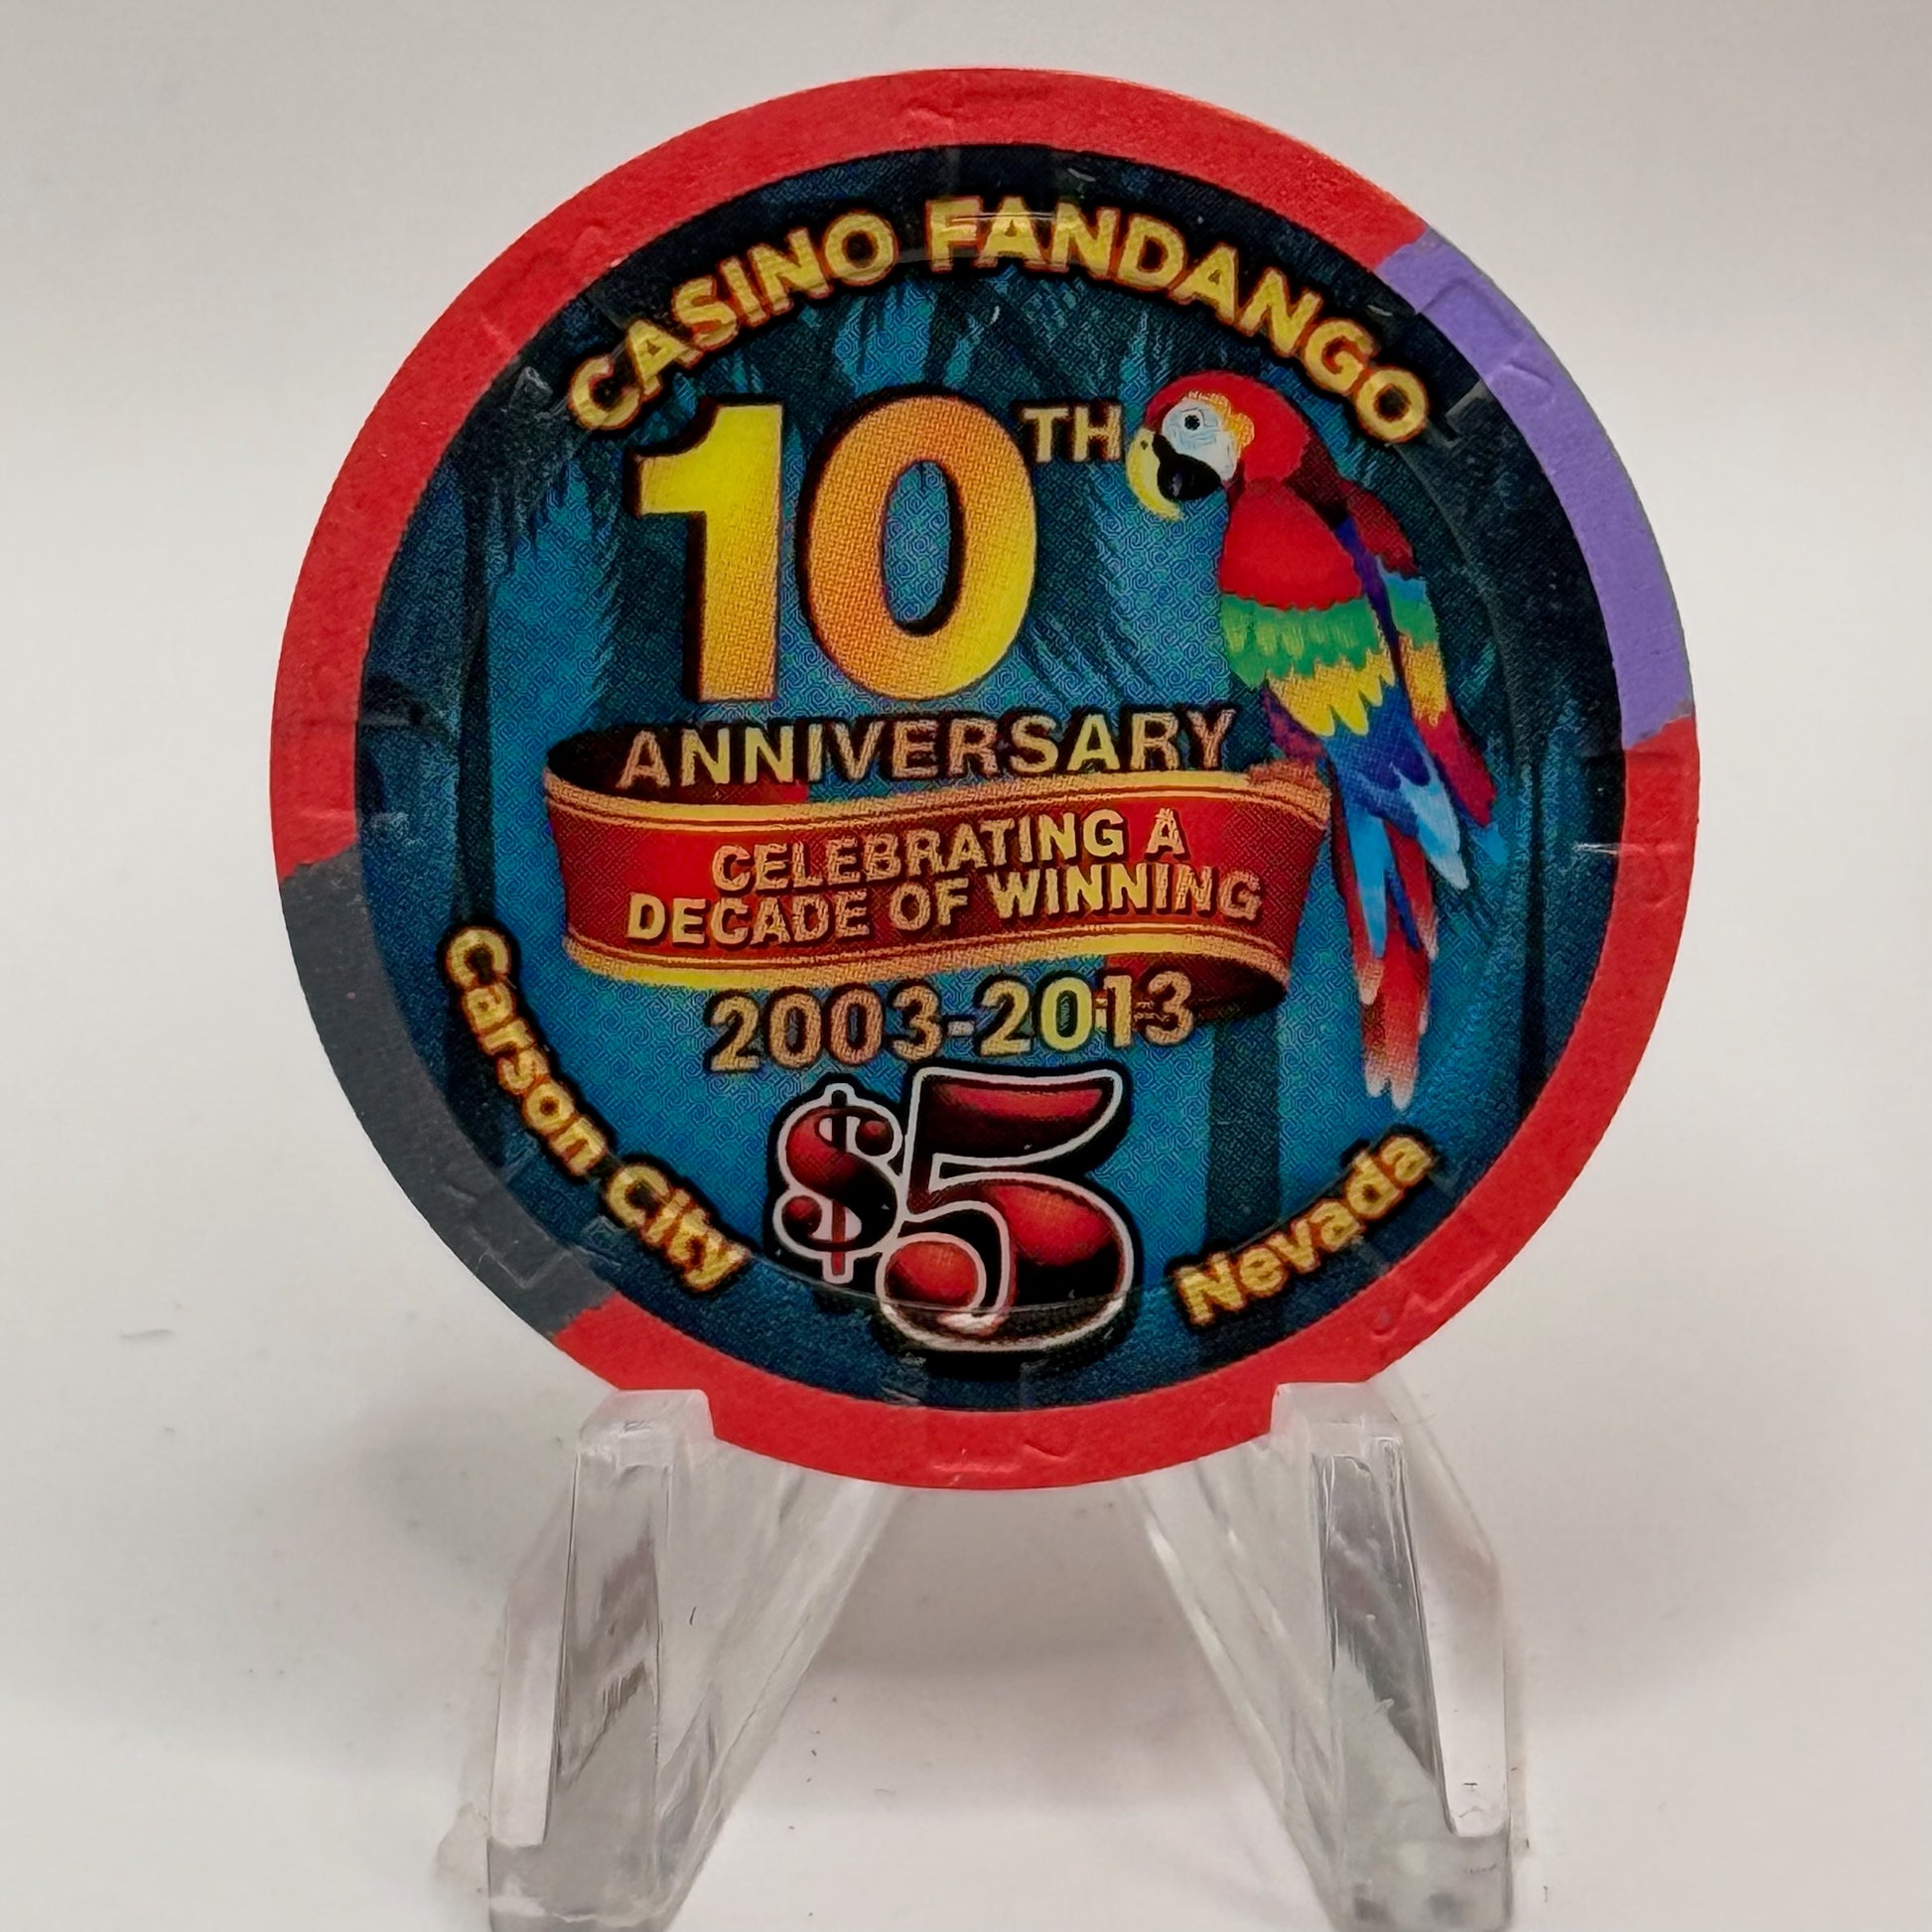 CASINO FANDANGO
10TH
ANNIVERSARY
CELEBRATING A
DECADE OF WINNING
2003-2013
$5
Carson City
Nevada